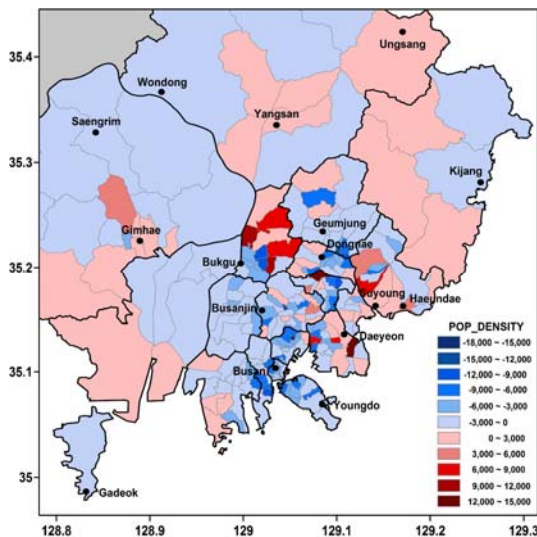 35.4
Ungsang
Wondong
Yangsan
Saengrim
35.3
Kijang
Geumjung
Gimhae
Dongnae
Bukgu
35.2
Suyoung
Haeundae
Busanjin
Daeyeon
POP_DENSITY
-18,000 ~ -15,000
-15,000 ~ -12,000
-12,000 ~ -9,000
-9,000 ~ -6,000
-6,000 ~ -3,000
-3,000 ~ 0
0 ~ 3,000
3,000 ~ 6,000
6,000 ~ 9,000
9,000 ~ 12,000
12,000 ~ 15,000
35.1
Busan
Youngdo
35
Gadeok
128.8 128.9 129 129.1 129.2 129.3